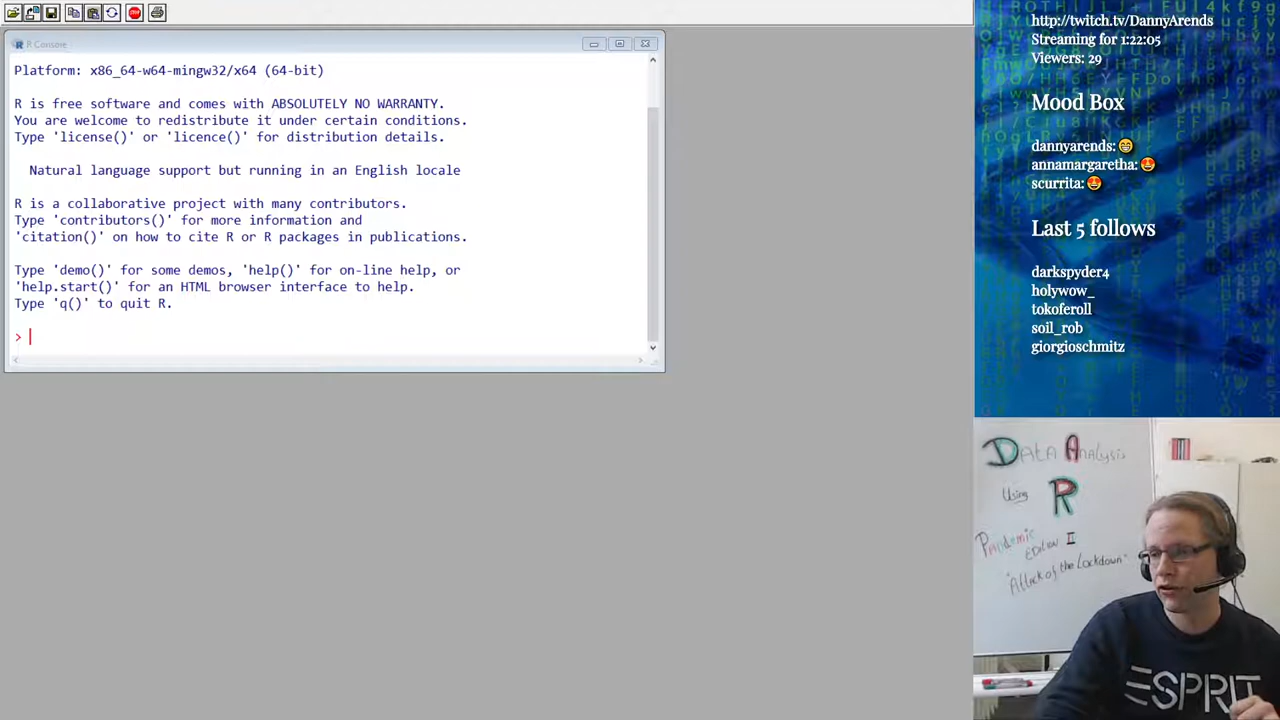 R Console
Platform: x86_64-w64-mingw32/x64 (64-bit)
R is free software and comes with ABSOLUTELY NO WARRANTY.
You are welcome to redistribute it under certain conditions.
Type 'license()' or 'licence()' for distribution details.
Natural language support but running in an English locale
R is a collaborative project with many contributors.
Type 'contributors()' for more information and
'citation()' on how to cite R or R packages in publications.
Type 'demo()' for some demos, 'help()' for on-line help, or
'help.start()' for an HTML browser interface to help.
Type 'q()' to quit R.
>
http://twitch.tv/DannyArends
Streaming for 1:22:05
Viewers: 29
Mood Box
dannyarends: 😁
annamargaretha: 😍
scurrita: 😍
Last 5 follows
darkspyder4
holywow_
tokoferoll
soil_rob
giorgioschmitz
Data Analysis
Using R
Pandemic
Edition II
"Attack of the Lockdown"
ESPRIT